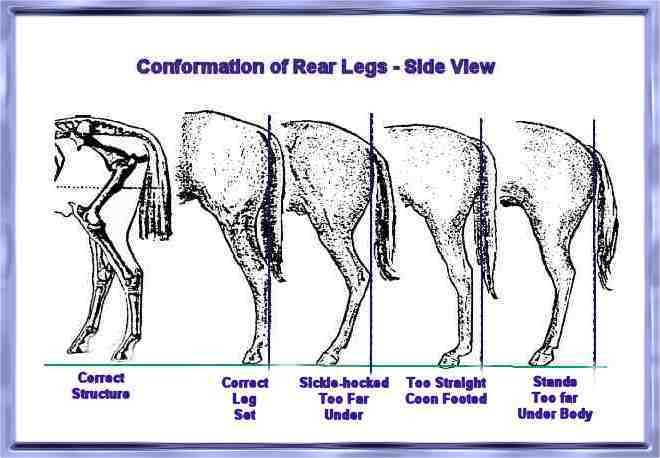 Conformation of Rear Legs - Side View
Correct
Structure
Correct
Leg
Set
Sickle-hocked
Too Far
Under
Too Straight
Coon Footed
Stands
Too far
Under Body